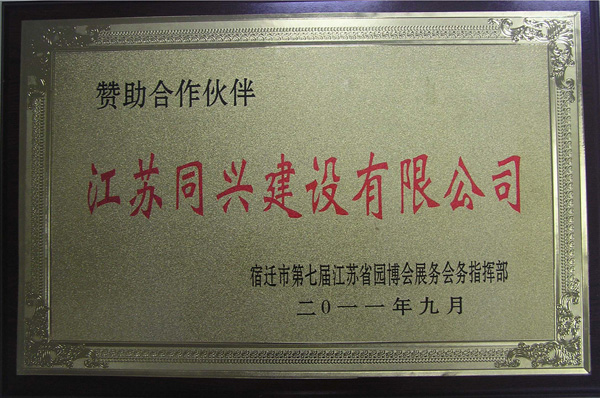 赞助合作伙伴
江苏同兴建设有限公司
宿迁市第七届江苏省园博会展务会务指挥部
二0一一年九月